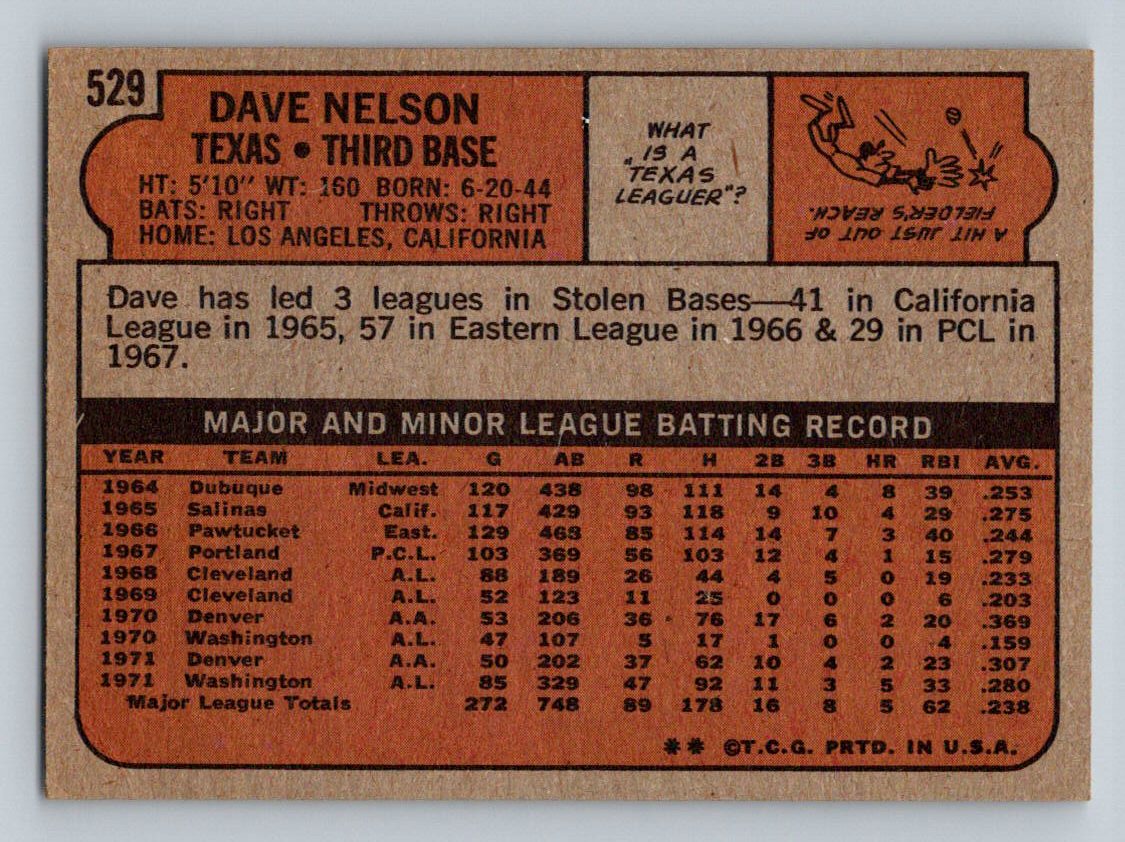 529
DAVE NELSON
TEXAS • THIRD BASE
HT: 5'10" WT: 160 BORN: 6-20-44
BATS: RIGHT THROWS: RIGHT
HOME: LOS ANGELES, CALIFORNIA
WHAT
IS A
"TEXAS
LEAGUER"?
A HIT JUST OUT OF
FIELDER'S REACH.
Dave has led 3 leagues in Stolen Bases—41 in California
League in 1965, 57 in Eastern League in 1966 & 29 in PCL in
1967.
MAJOR AND MINOR LEAGUE BATTING RECORD
YEAR TEAM LEA. G AB R H 2B 3B HR RBI AVG.
1964 Dubuque Midwest 120 438 98 111 14 4 8 39 .253
1965 Salinas Calif. 117 429 93 118 9 10 4 29 .275
1966 Pawtucket East. 129 468 85 114 14 7 3 40 .244
1967 Portland P.C.L. 103 369 56 103 12 4 1 15 .279
1968 Cleveland A.L. 88 189 26 44 4 5 0 19 .233
1969 Cleveland A.L. 52 123 11 25 0 0 0 6 .203
1970 Denver A.A. 53 206 36 76 17 6 2 20 .369
1970 Washington A.L. 47 107 5 17 1 0 0 4 .159
1971 Denver A.A. 50 202 37 62 10 4 2 23 .307
1971 Washington A.L. 85 329 47 92 11 3 5 33 .280
Major League Totals 272 748 89 178 16 8 5 62 .238
** ©T.C.G. PRTD. IN U.S.A.